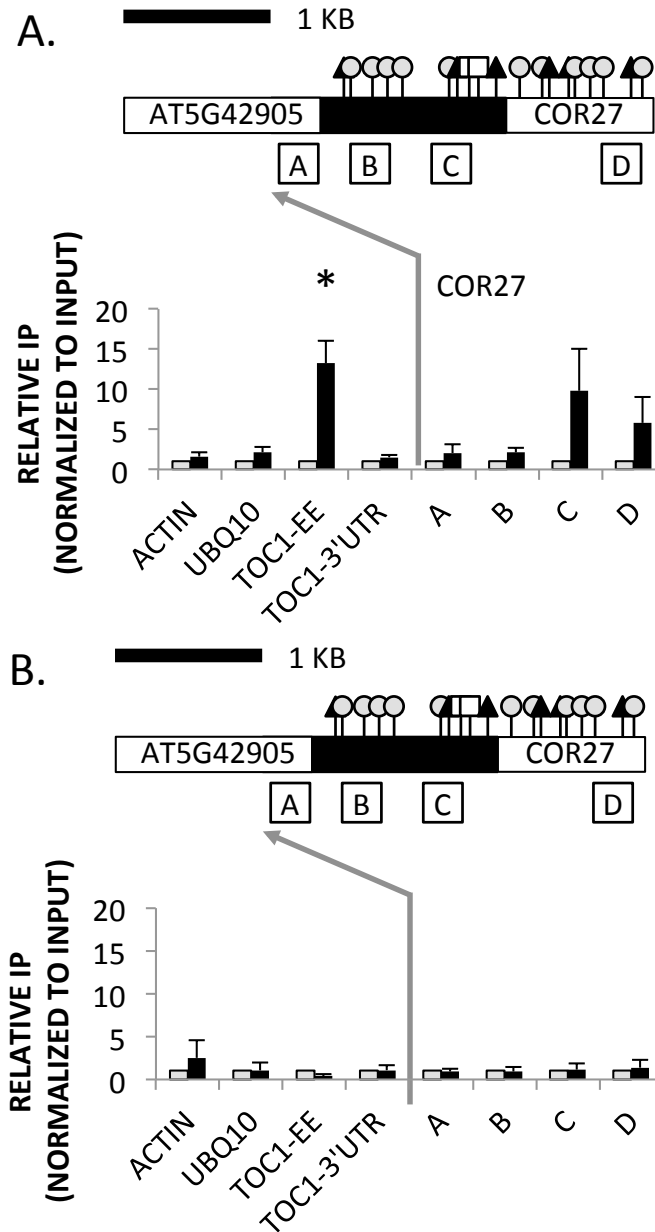 A.
1 KB
AT5G42905
COR27
A
B
C
D
COR27
*
RELATIVE IP
(NORMALIZED TO INPUT)
20
15
10
5
0
ACTIN
UBQ10
TOC1-EE
TOC1-3'UTR
A
B
C
D
B.
1 KB
AT5G42905
COR27
A
B
C
D
RELATIVE IP
(NORMALIZED TO INPUT)
20
15
10
5
0
ACTIN
UBQ10
TOC1-EE
TOC1-3'UTR
A
B
C
D